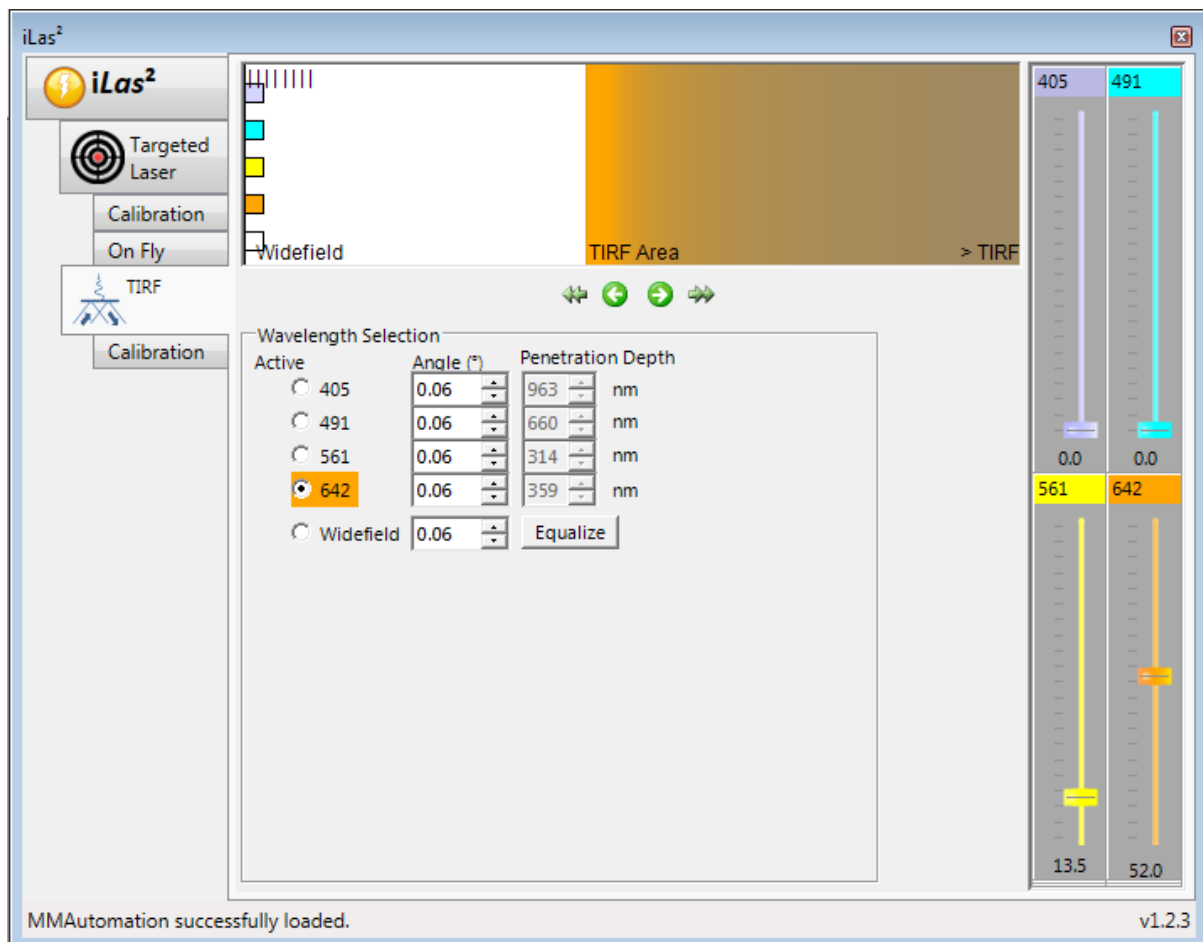 iLas²
iLas²
Targeted
Laser
Calibration
On Fly
TIRF
Calibration
Widefield TIRF Area > TIRF
Wavelength Selection
Active Angle (°) Penetration Depth
405 0.06 963 nm
491 0.06 660 nm
561 0.06 314 nm
642 0.06 359 nm
Widefield 0.06 Equalize
405 491
0.0 0.0
561 642
13.5 52.0
MMAutomation successfully loaded. v1.2.3